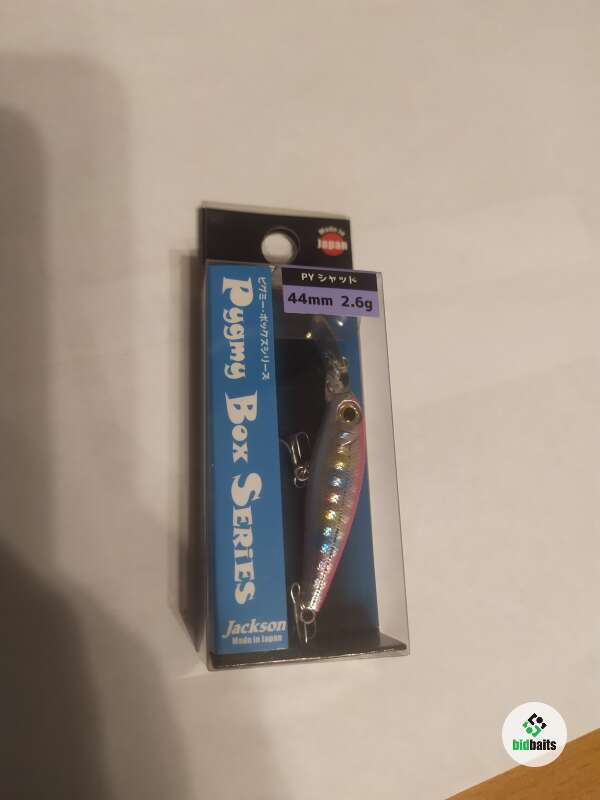 Made in
Japan
PY シャッド
44mm 2.6g
ピグミー・ボックスシリーズ
Pygmy Box SERiES
Jackson
Made in Japan
bidbaits